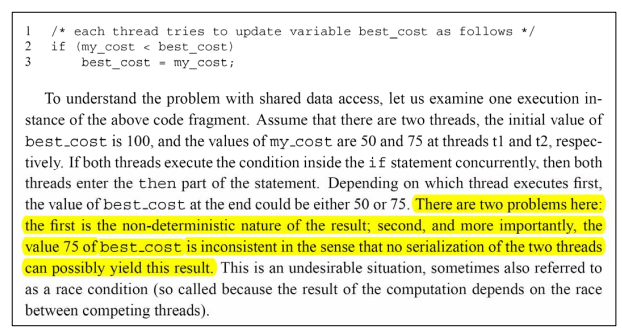 1 /* each thread tries to update variable best_cost as follows */
2 if (my_cost < best_cost)
3 best_cost = my_cost;
To understand the problem with shared data access, let us examine one execution in-
stance of the above code fragment. Assume that there are two threads, the initial value of
best_cost is 100, and the values of my_cost are 50 and 75 at threads t1 and t2, respec-
tively. If both threads execute the condition inside the if statement concurrently, then both
threads enter the then part of the statement. Depending on which thread executes first,
the value of best_cost at the end could be either 50 or 75. There are two problems here:
the first is the non-deterministic nature of the result; second, and more importantly, the
value 75 of best_cost is inconsistent in the sense that no serialization of the two threads
can possibly yield this result. This is an undesirable situation, sometimes also referred to
as a race condition (so called because the result of the computation depends on the race
between competing threads).